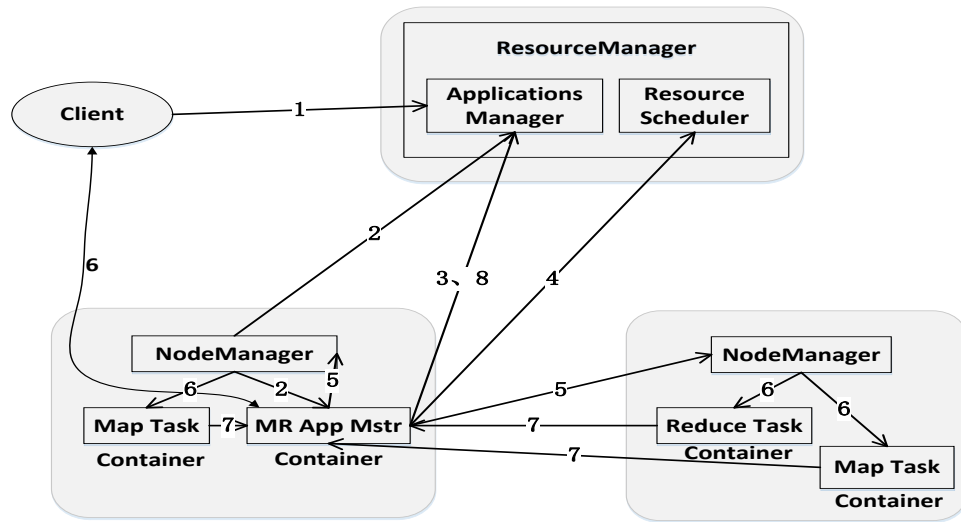 ResourceManager
Applications
Manager
Resource
Scheduler
Client
1
2
3、8
4
6
NodeManager
6
2
5
Map Task
7
MR App Mstr
Container
Container
5
7
7
NodeManager
6
6
Reduce Task
Container
Map Task
Container